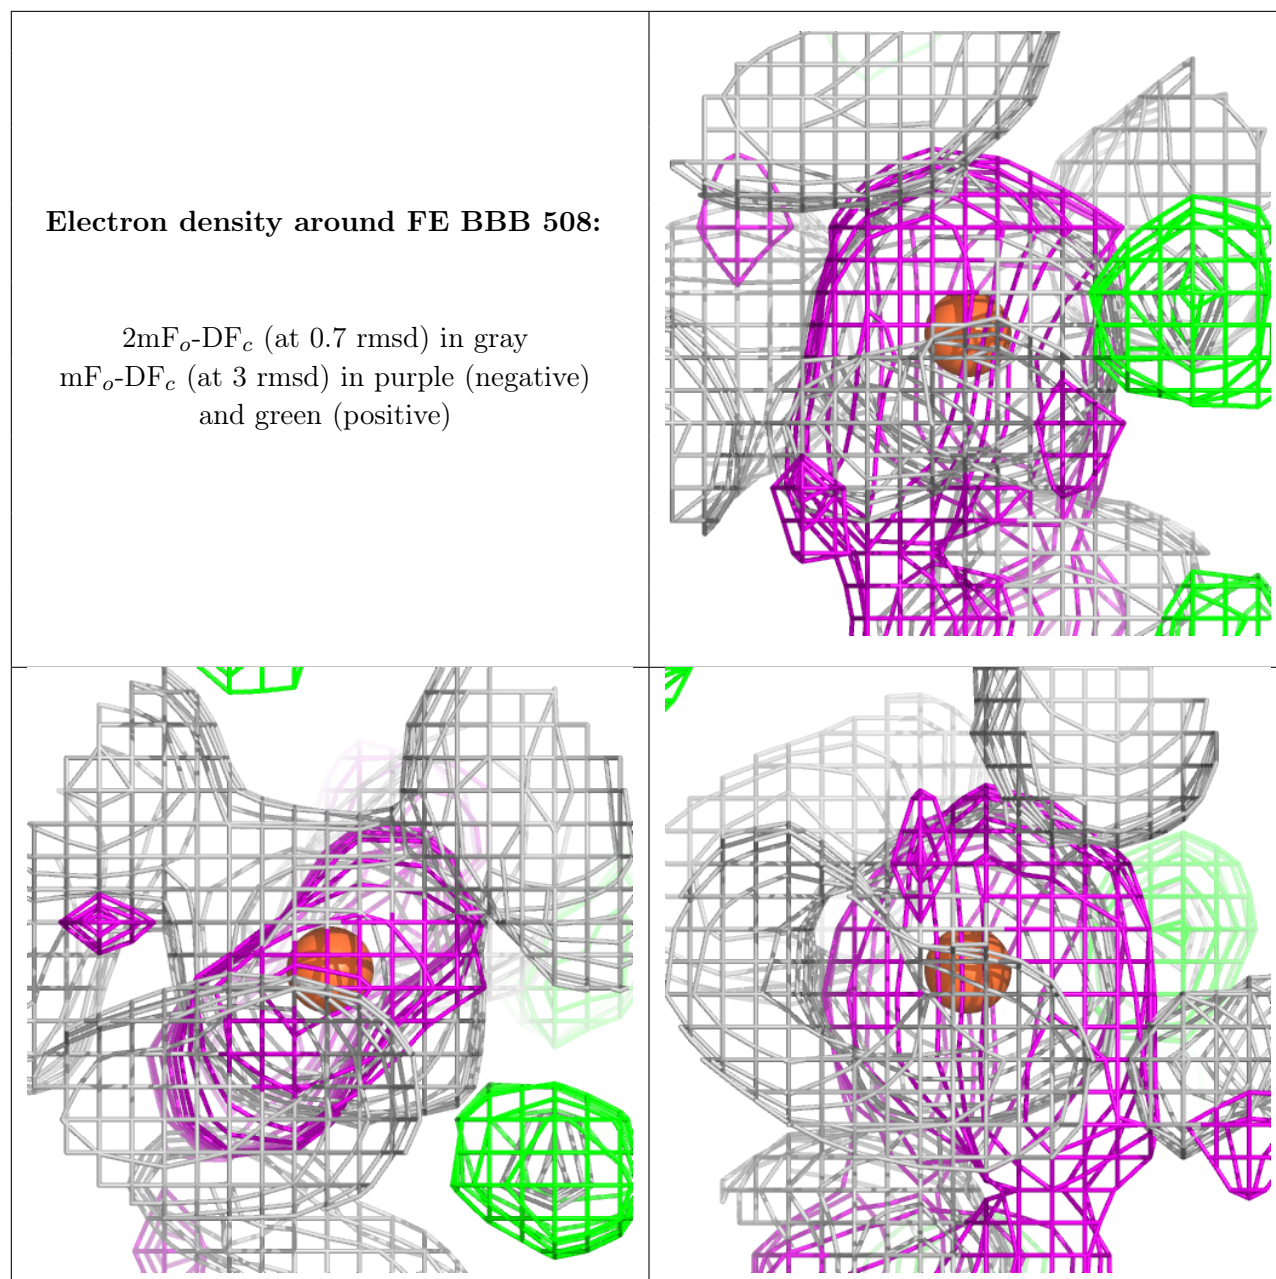 Electron density around FE BBB 508:
2mFo-DFc (at 0.7 rmsd) in gray
mFo-DFc (at 3 rmsd) in purple (negative)
and green (positive)